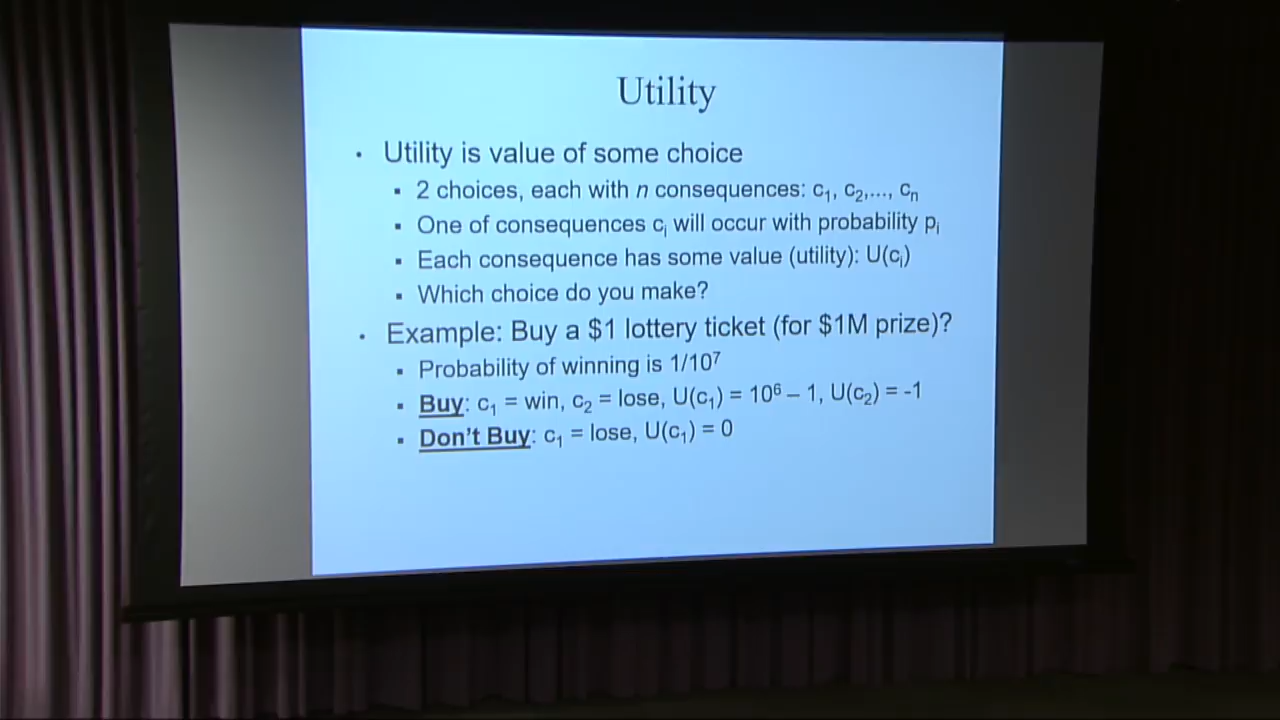 Utility
• Utility is value of some choice
▪ 2 choices, each with n consequences: c₁, c₂,..., cₙ
▪ One of consequences cᵢ will occur with probability pᵢ
▪ Each consequence has some value (utility): U(cᵢ)
▪ Which choice do you make?
• Example: Buy a $1 lottery ticket (for $1M prize)?
▪ Probability of winning is 1/10⁷
▪ Buy: c₁ = win, c₂ = lose, U(c₁) = 10⁶ – 1, U(c₂) = -1
▪ Don't Buy: c₁ = lose, U(c₁) = 0